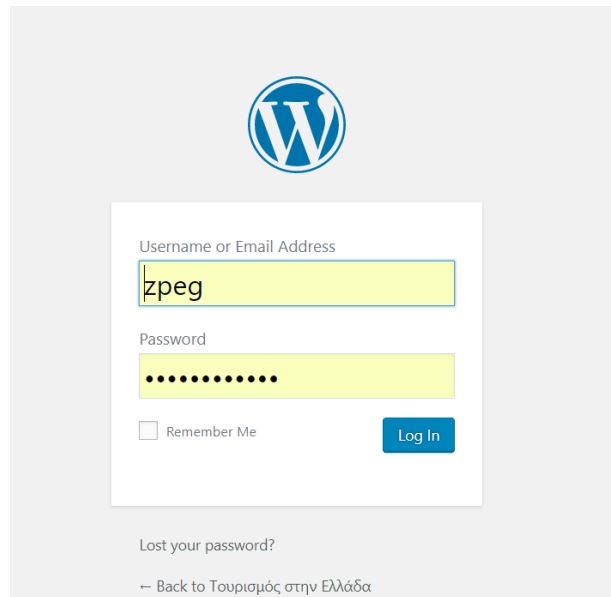 Username or Email Address
zpeg
Password
••••••••••••
Remember Me
Log In
Lost your password?
← Back to Τουρισμός στην Ελλάδα